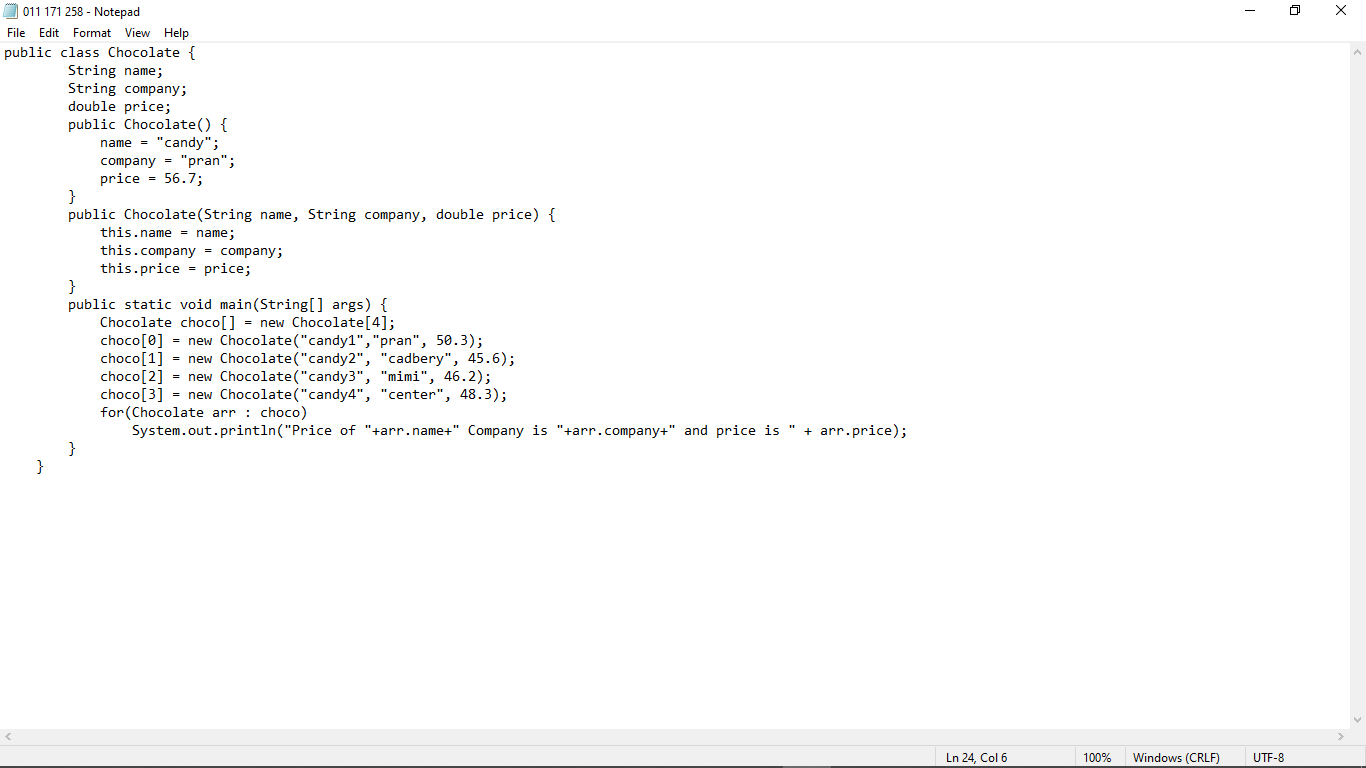 011 171 258 - Notepad
File Edit Format View Help
public class Chocolate {
        String name;
        String company;
        double price;
        public Chocolate() {
            name = "candy";
            company = "pran";
            price = 56.7;
        }
        public Chocolate(String name, String company, double price) {
            this.name = name;
            this.company = company;
            this.price = price;
        }
        public static void main(String[] args) {
            Chocolate choco[] = new Chocolate[4];
            choco[0] = new Chocolate("candy1","pran", 50.3);
            choco[1] = new Chocolate("candy2", "cadbery", 45.6);
            choco[2] = new Chocolate("candy3", "mimi", 46.2);
            choco[3] = new Chocolate("candy4", "center", 48.3);
            for(Chocolate arr : choco)
                System.out.println("Price of "+arr.name+" Company is "+arr.company+" and price is " + arr.price);
        }
    }
Ln 24, Col 6 100% Windows (CRLF) UTF-8